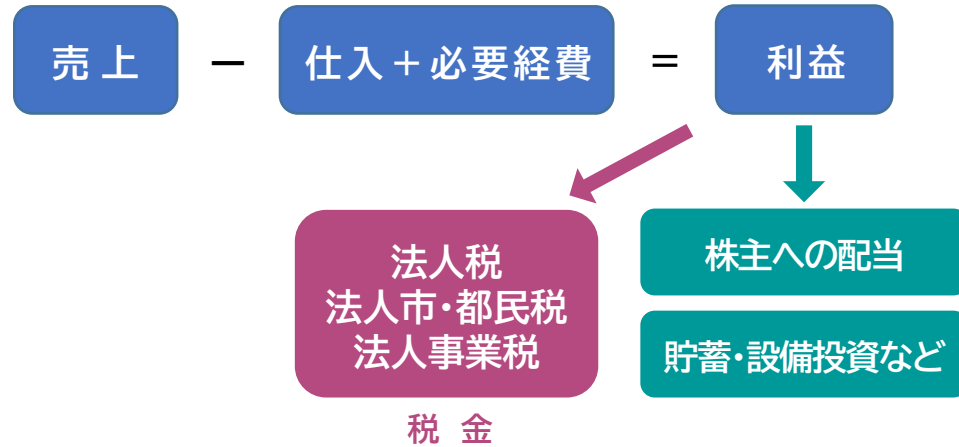 売上 － 仕入＋必要経費 ＝ 利益
法人税
法人市・都民税
法人事業税
税金
株主への配当
貯蓄・設備投資など